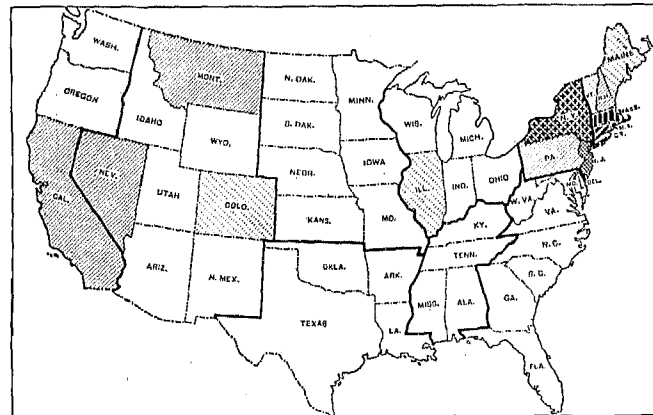 WASH.
OREGON
CAL.
NEV.
IDAHO
MONT.
WYO.
UTAH
COLO.
ARIZ.
N. MEX.
N. DAK.
S. DAK.
NEBR.
KANS.
OKLA.
TEXAS
MINN.
IOWA
MO.
ARK.
LA.
WIS.
ILL.
MICH.
IND.
OHIO
KY.
TENN.
MISS.
ALA.
GA.
FLA.
S. C.
N. C.
VA.
W. VA.
PA.
N. Y.
MAINE
MASS.
N. J.
DEL.